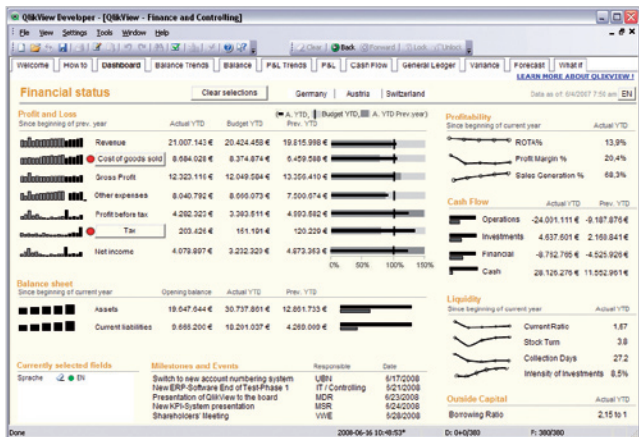 QlikView Developer - [QlikView - Finance and Controlling]
File View Settings Tools Window Help
Clear Back Forward Lock Unlock
Welcome How to Dashboard Balance Trends Balance P&L Trends P&L Cash Flow General Ledger Variance Forecast What if
LEARN MORE ABOUT QLIKVIEW!
Financial status Clear selections Germany Austria Switzerland Data as of: 6/4/2007 7:50 am EN
Profit and Loss
Since beginning of prev. year Actual YTD Budget YTD Prev. YTD
(A. YTD, Budget YTD, A. YTD Prev.year)
Revenue 21.007.143 € 20.424.458 € 19.815.998 €
Cost of goods sold 8.684.028 € 8.374.874 € 6.459.588 €
Gross Profit 12.323.116 € 12.049.584 € 13.356.410 €
Other expenses 8.040.792 € 8.666.073 € 7.500.674 €
Profit before tax 4.282.323 € 3.393.511 €
Tax 203.426 € 161.191 € 120.229 €
Net income 4.078.897 € 3.232.320 € 4.873.363 €
0% 50% 100% 150%
Balance sheet
Since beginning of current year Opening balance Actual YTD Prev. YTD
Assets 19.647.644 € 30.737.861 € 12.661.733 €
Current liabilities 9.665.200 € 18.201.037 € 4.269.000 €
Currently selected fields
Sprache EN
Milestones and Events Responsible Date
Switch to new account numbering system UBN 6/17/2008
New ERP-Software End of Test-Phase 1 IT / Controlling 5/21/2008
Presentation of QlikView to the board MDR 6/23/2008
New KPI-System presentation MSR 6/24/2008
Shareholders' Meeting VWE 5/28/2008
Profitability
Since beginning of current year Actual YTD
ROTA% 13,9%
Profit Margin % 20,4%
Sales Generation % 68,3%
Cash Flow Actual YTD Prev. YTD
Operations -24.001.111 € -9.187.876 €
Investments 4.637.601 € 2.169.841 €
Financial -8.762.765 € -4.525.926 €
Cash 28.126.276 € 11.552.961 €
Liquidity
Since beginning of current year Actual YTD
Current Ratio 1,67
Stock Turn 3,8
Collection Days 27,2
Intensity of Investments 8,5%
Outside Capital Actual YTD
Borrowing Ratio 2,15 to 1
Done 2008-06-16 10:48:53* D: 0+0/380 F: 380/380